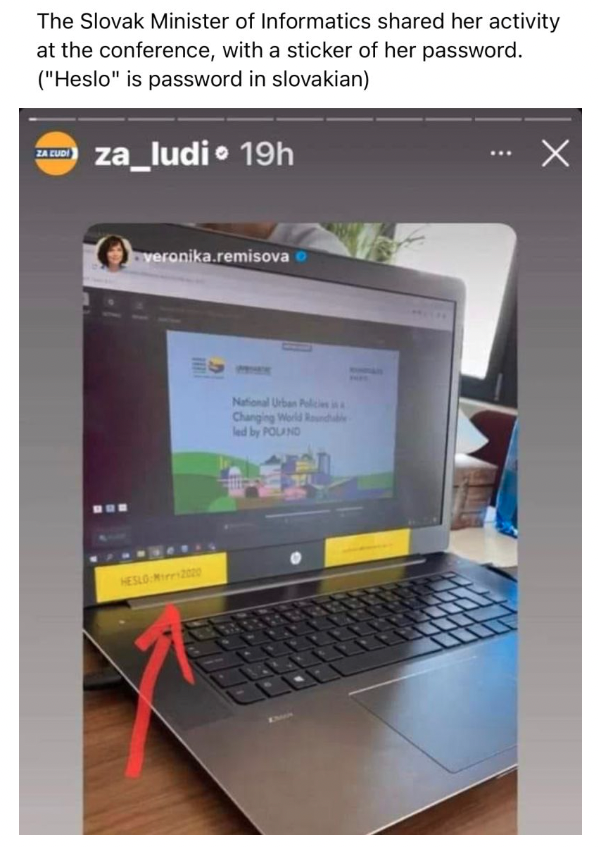 The Slovak Minister of Informatics shared her activity
at the conference, with a sticker of her password.
("Heslo" is password in slovakian)
ZA ĽUDÍ
za_ludi 19h
veronika.remisova
National Urban Policies in a
Changing World Roundtable
led by POLAND
HESLO:
hp